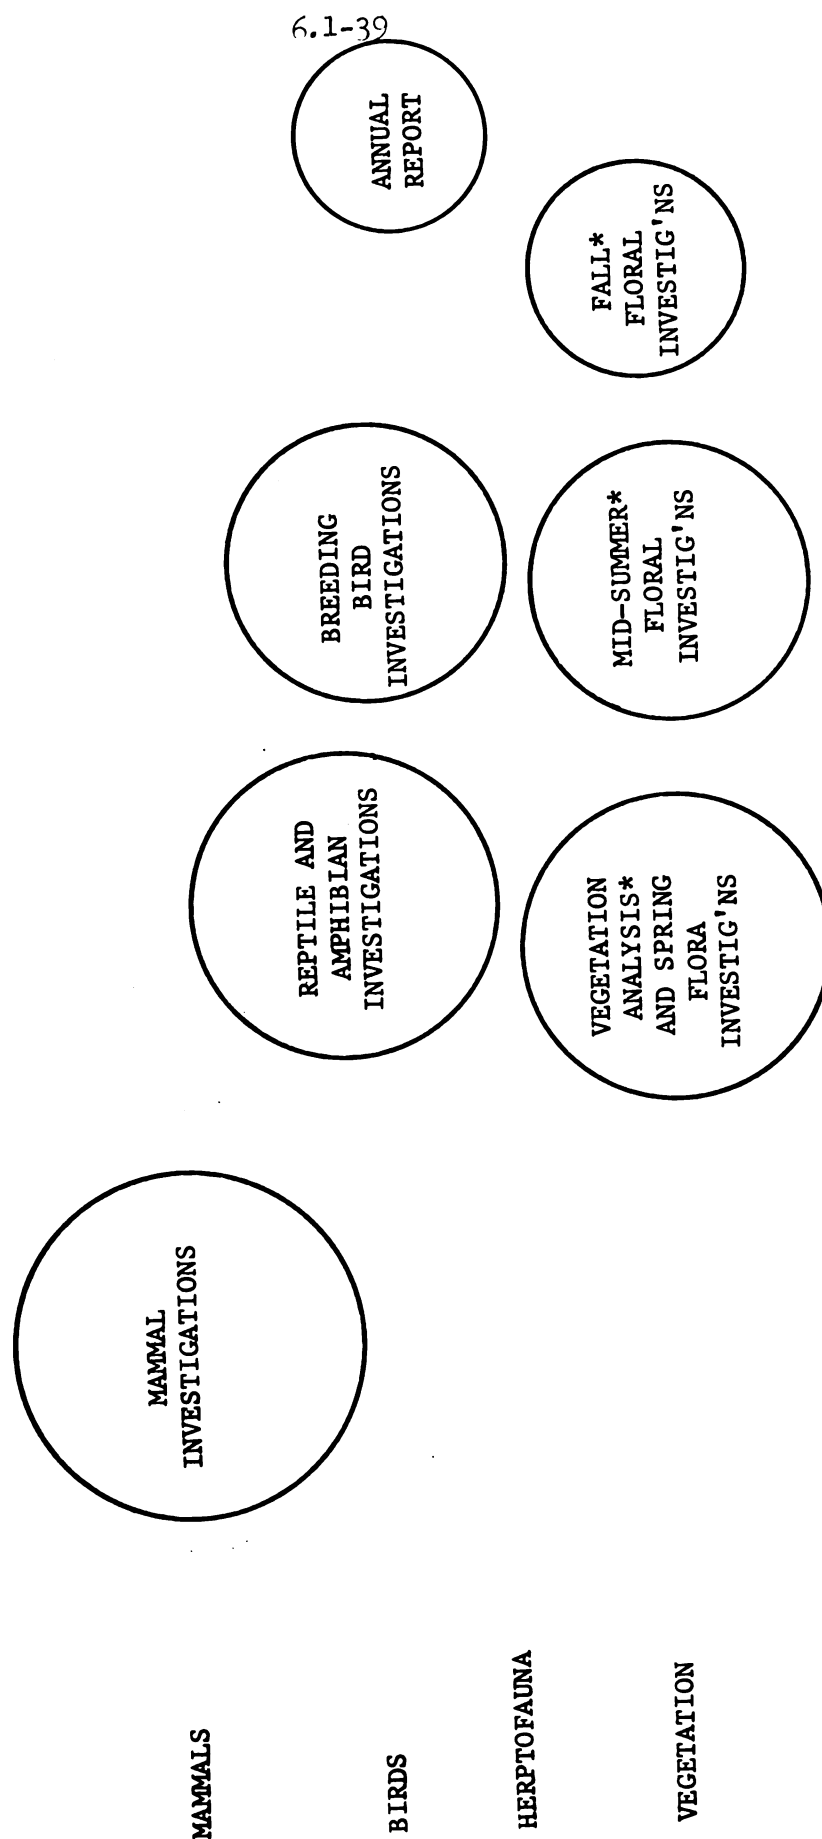 6.1-39
MAMMALS
MAMMAL
INVESTIGATIONS
BIRDS
REPTILE AND
AMPHIBIAN
INVESTIGATIONS
BREEDING
BIRD
INVESTIGATIONS
ANNUAL
REPORT
HERPTOFAUNA
VEGETATION
VEGETATION
ANALYSIS*
AND SPRING
FLORA
INVESTIG'NS
MID-SUMMER*
FLORAL
INVESTIG'NS
FALL*
FLORAL
INVESTIG'NS